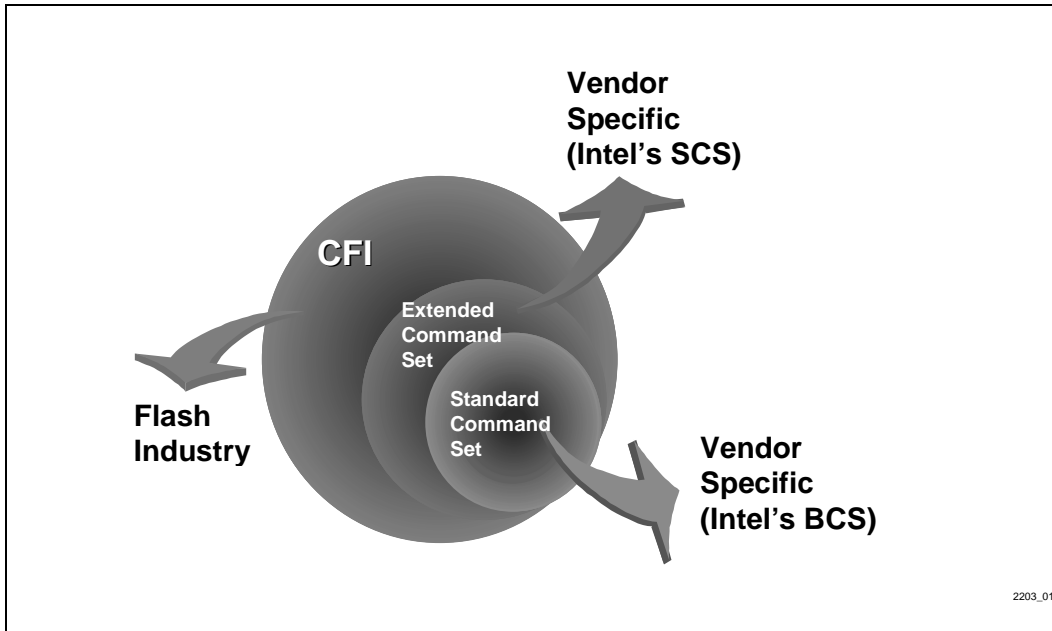 Vendor
Specific
(Intel's SCS)
CFI
Extended
Command
Set
Standard
Command
Set
Flash
Industry
Vendor
Specific
(Intel's BCS)
2203_01